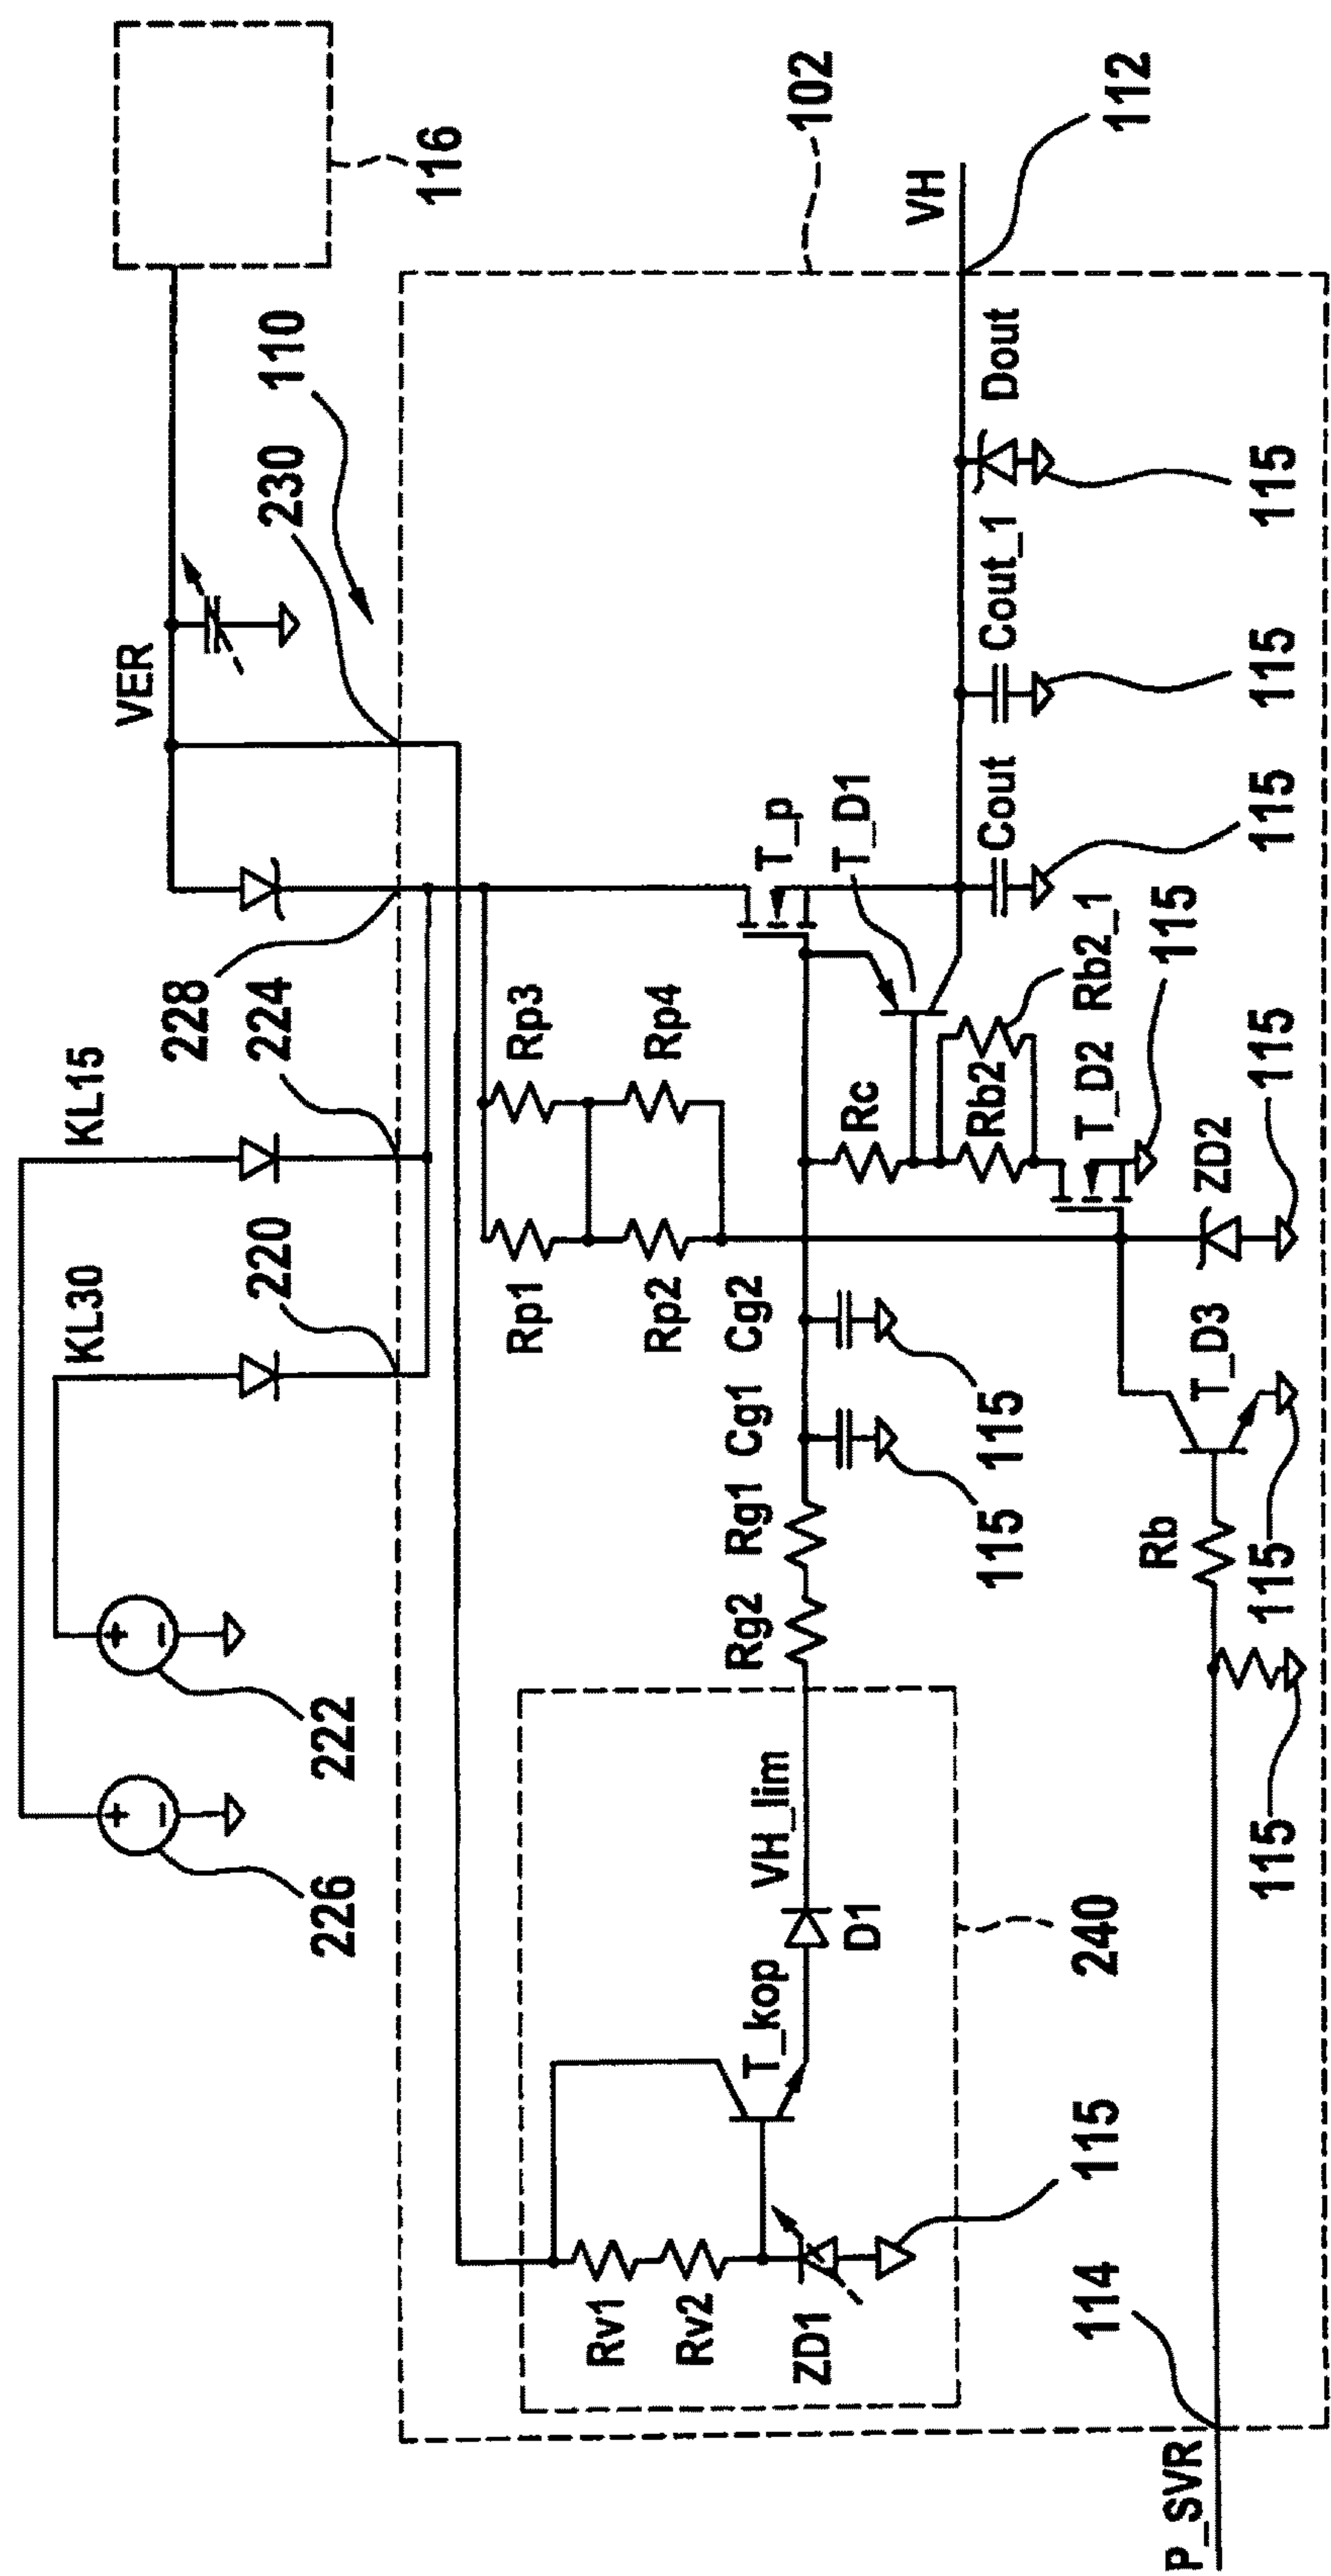 KL30
KL15
VER
228
220
224
230
110
226
222
116
Rp1
Rp3
Rv1
Rp2
Rp4
Rv2
Rg2
Rg1
Cg1
Cg2
T_kop
VH_lim
T_p
ZD1
102
D1
Rc
T_D1
VH
115
115
Rb2
Cout
Cout_1
Dout
114
115
240
T_D2
Rb2_1
112
Rb
115
P_SVR
T_D3
ZD2
115
115
115
115
115
115